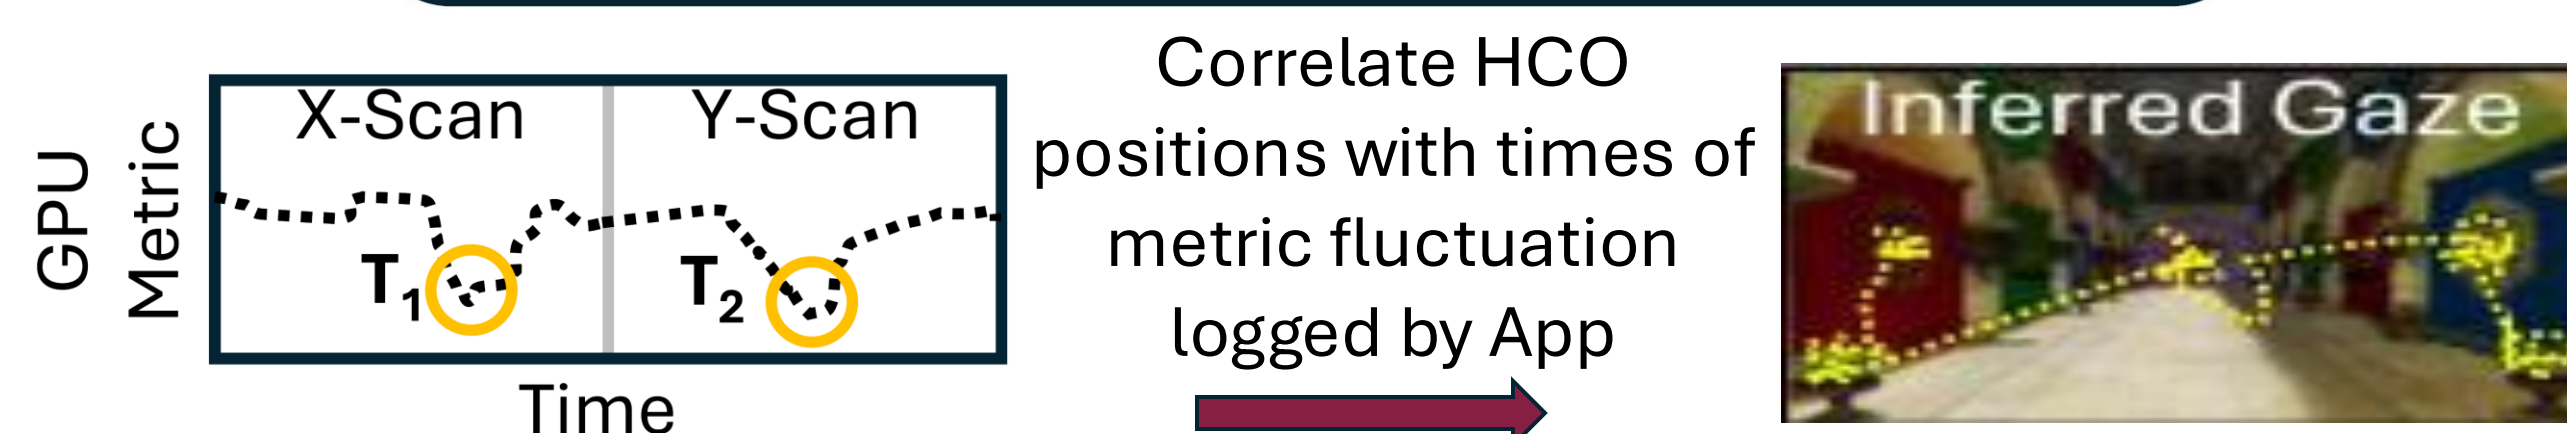 GPU
Metric
X-Scan
Y-Scan
T1
T2
Time
Correlate HCO
positions with times of
metric fluctuation
logged by App
Inferred Gaze